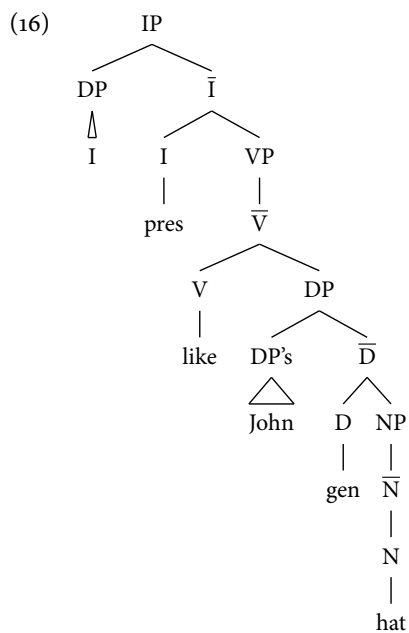 (16) IP
DP Ī
I I VP
pres V̅
V DP
like DP's D̅
John D NP
gen N̅
N
hat